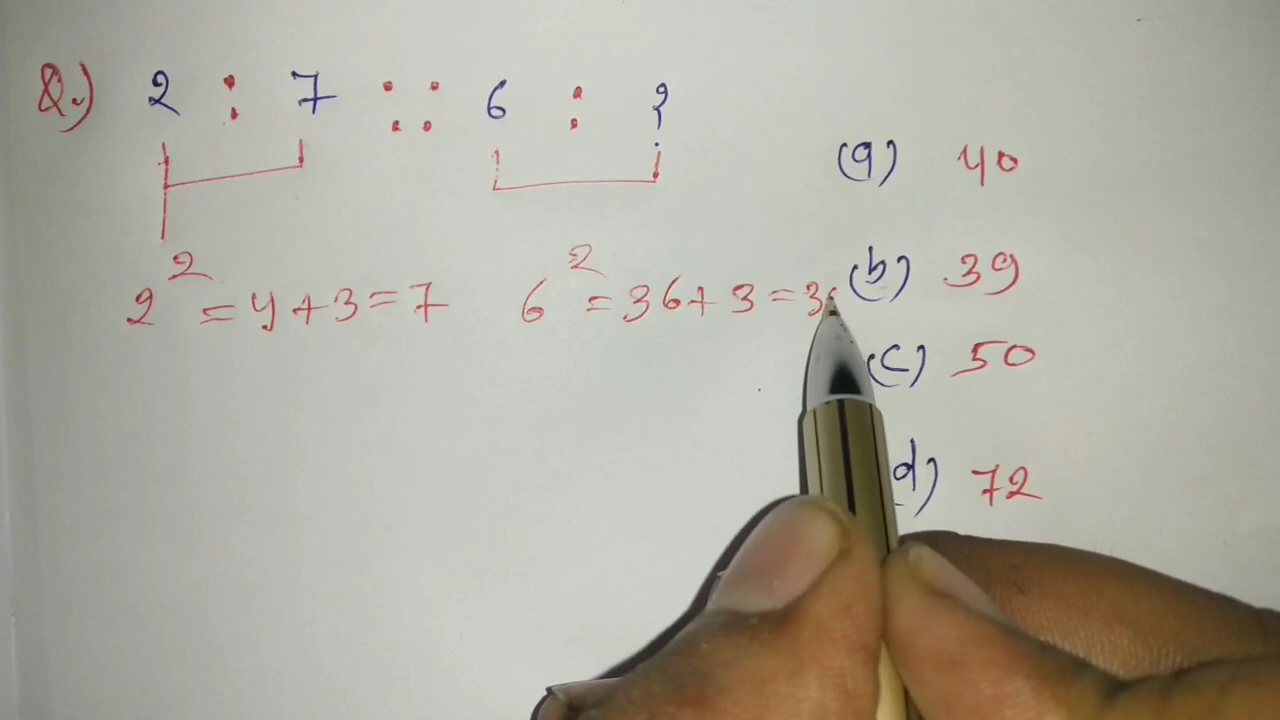 Q.) 2 : 7 :: 6 : ?
(a) 40
2² = 4 + 3 = 7 6² = 36 + 3 = 3
(b) 39
(c) 50
d) 72